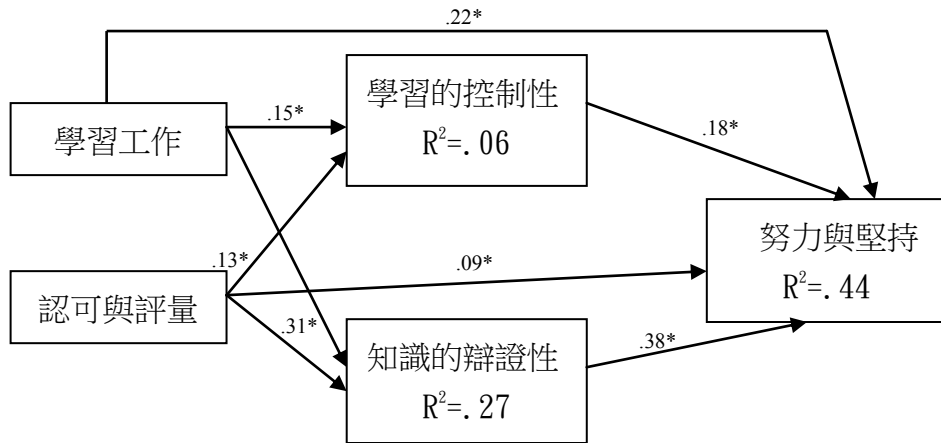 .22*
學習的控制性
R²=.06
.15*
學習工作
.18*
努力與堅持
R²=.44
.13*
.09*
認可與評量
.31*
知識的辯證性
R²=.27
.38*